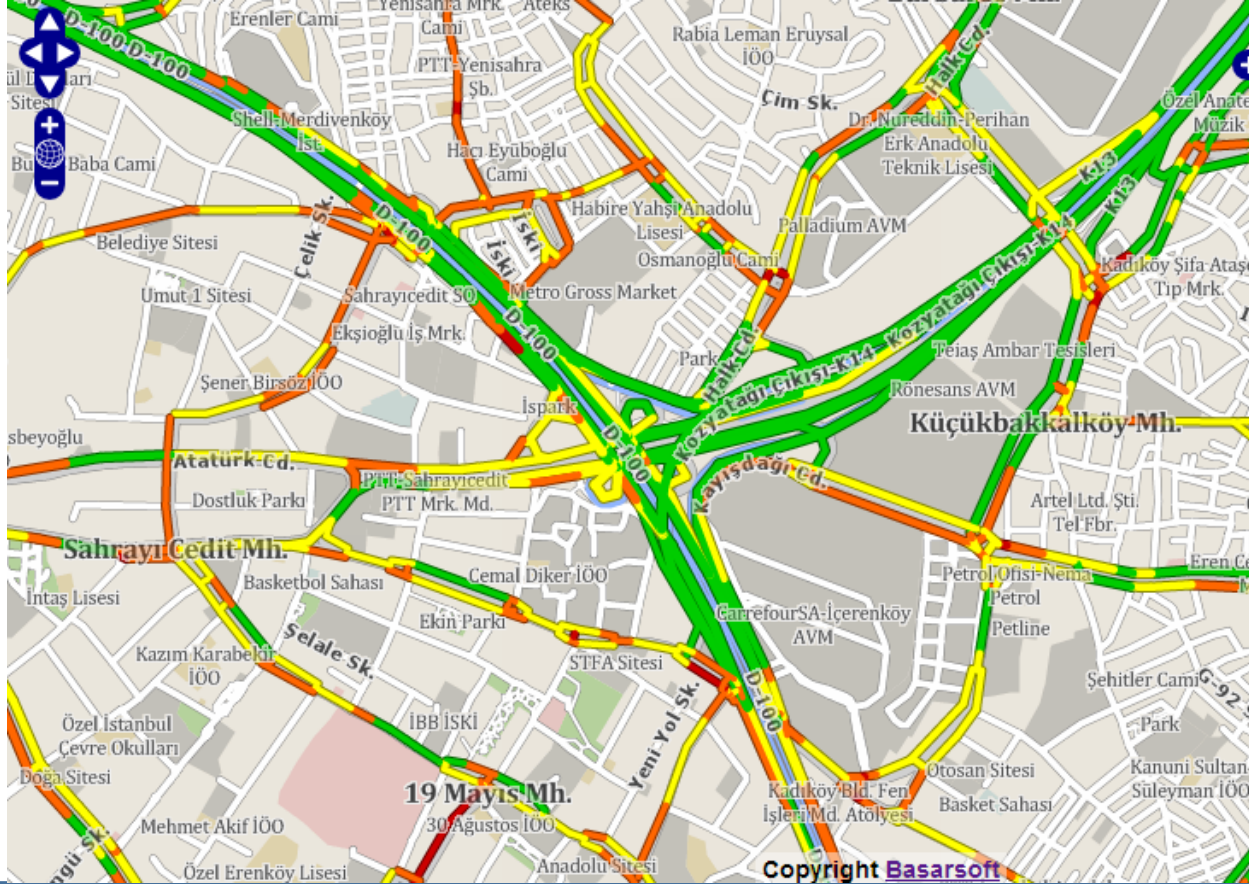 Erenler Cami
Yenisahra Mrk.
Cami
Ateks
D-100 D-100
Rabia Leman Eruysal
İÖO
Halk Cd.
PTT-Yenisahra
Şb.
Çim Sk.
Özel Anate
Müzik
Sitesi
Shell-Merdivenköy
İst.
Dr. Nureddin-Perihan
Erk Anadolu
Teknik Lisesi
Baba Cami
Hacı Eyüboğlu
Cami
K13
K13
Çelik Sk.
D-100
Habire Yahşi Anadolu
Lisesi
Palladium AVM
Belediye Sitesi
İski
İski
Osmanoğlu Cami
Kadıköy Şifa-Ataşe
Tıp Mrk.
Umut 1 Sitesi
Sahrayıcedit SO
Metro Gross Market
Ekşioğlu İş Mrk.
D-100
Park
Halk Cd.
Kozyatağı Çıkışı-K14
Kozyatağı Çıkışı-K14
Teiaş Ambar Tesisleri
Şener Birsöz İÖO
Rönesans AVM
İspark
Küçükbakkalköy Mh.
sbeyoğlu
D-100
Atatürk Cd.
PTT-Sahrayıcedit
PTT Mrk. Md.
Kayışdağı Cd.
Dostluk Parkı
Artel Ltd. Şti.
Tel Fbr.
Sahrayı Cedit Mh.
Basketbol Sahası
Cemal Diker İÖO
Petrol Ofisi-Nema
Petrol
Eren Ce
İntaş Lisesi
Ekin Parkı
CarrefourSA-İçerenköy
AVM
Petline
Şelale Sk.
Kazım Karabekir
İÖO
STFA Sitesi
Şehitler Cami
G-92-
D-100
Özel İstanbul
Çevre Okulları
İBB İSKİ
Yeni Yol Sk.
Park
Doğa Sitesi
Otosan Sitesi
Kanuni Sultan
Süleyman İÖO
19 Mayıs Mh.
Kadıköy Bld. Fen
İşleri Md. Atölyesi
Basket Sahası
Mehmet Akif İÖO
30 Ağustos İÖO
Özel Erenköy Lisesi
Anadolu Sitesi
Copyright Basarsoft